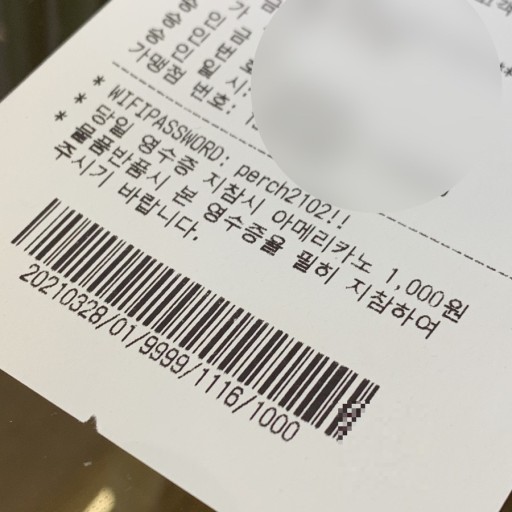 가맹점 번호:
* WIFIPASSWORD: perch2102!!
* 당일 영수증 지참시 아메리카노 1,000원
물품반품시 본 영수증을 필히 지참하여
주시기 바랍니다.
20210328/01/9999/1116/1000